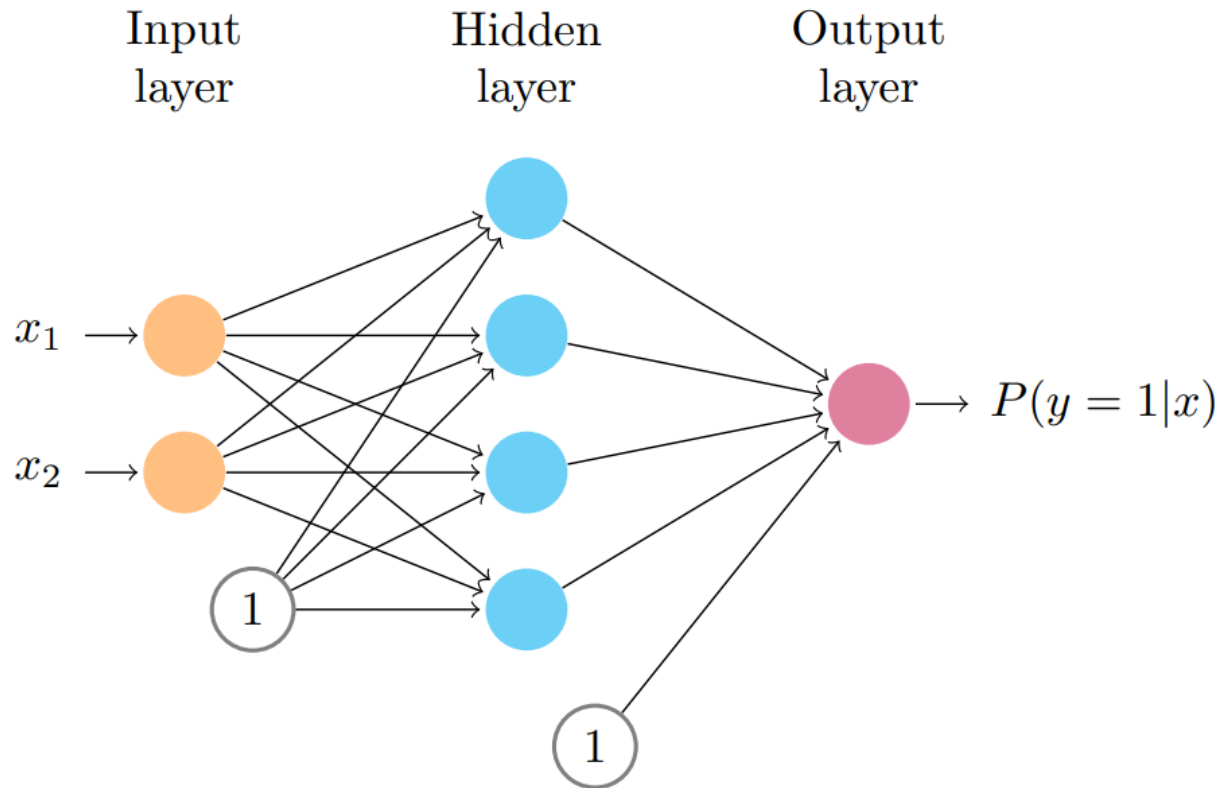 Input
layer
Hidden
layer
Output
layer
x₁
x₂
1
1
P(y = 1|x)